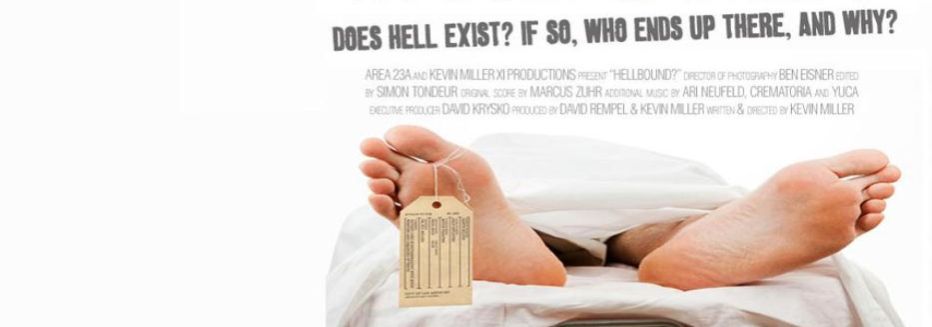 DOES HELL EXIST? IF SO, WHO ENDS UP THERE, AND WHY?
AREA 23A AND KEVIN MILLER XI PRODUCTIONS PRESENT "HELLBOUND?" DIRECTOR OF PHOTOGRAPHY BEN EISNER EDITED
BY SIMON TONDEUR ORIGINAL SCORE BY MARCUS ZUHR ADDITIONAL MUSIC BY ARI NEUFELD, CREMATORIA AND YUCA
EXECUTIVE PRODUCER DAVID KRYSKO PRODUCED BY DAVID REMPEL & KEVIN MILLER WRITTEN & DIRECTED BY KEVIN MILLER